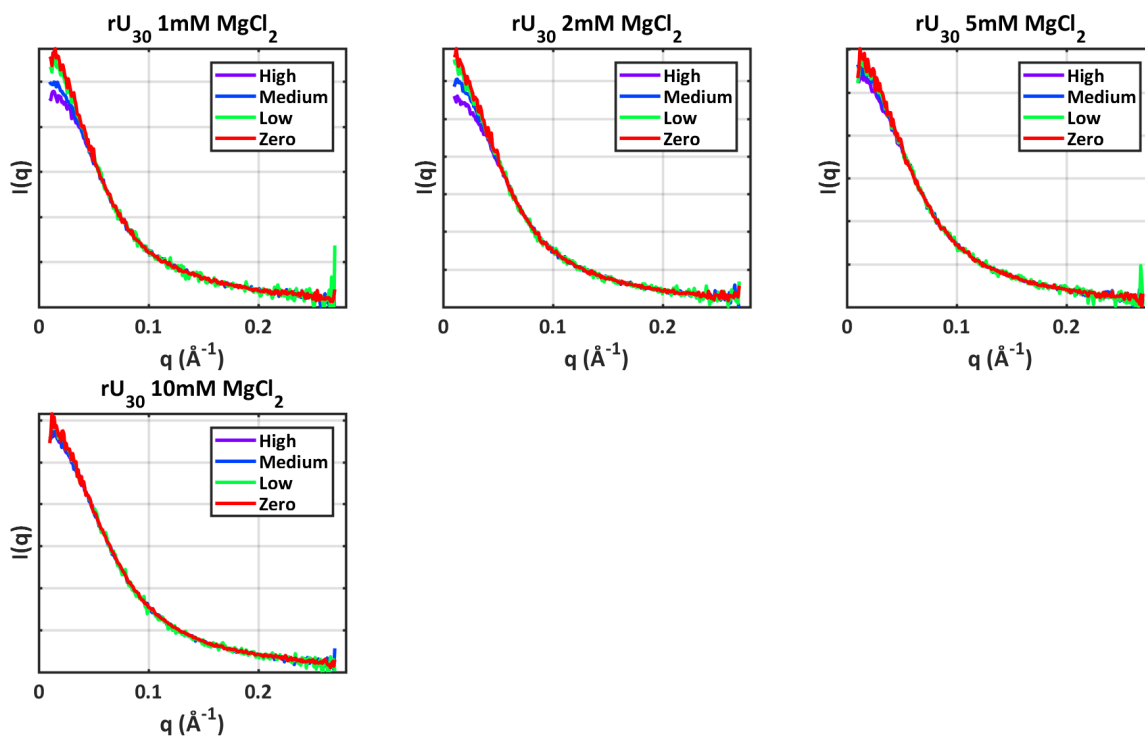 rU30 1mM MgCl2
High
Medium
Low
Zero
I(q)
0
0.1
0.2
q (Å-1)
rU30 2mM MgCl2
High
Medium
Low
Zero
I(q)
0
0.1
0.2
q (Å-1)
rU30 5mM MgCl2
High
Medium
Low
Zero
I(q)
0
0.1
0.2
q (Å-1)
rU30 10mM MgCl2
High
Medium
Low
Zero
I(q)
0
0.1
0.2
q (Å-1)